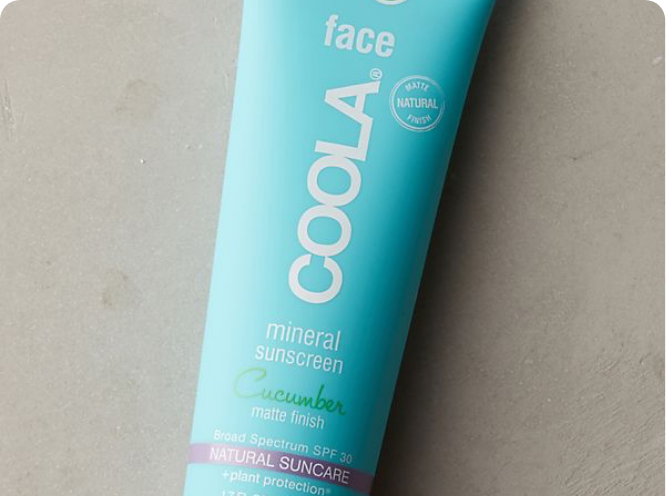 face
COOLA®
MATTE
NATURAL
FINISH
mineral
sunscreen
Cucumber
matte finish
Broad Spectrum SPF 30
NATURAL SUNCARE
+plant protection®